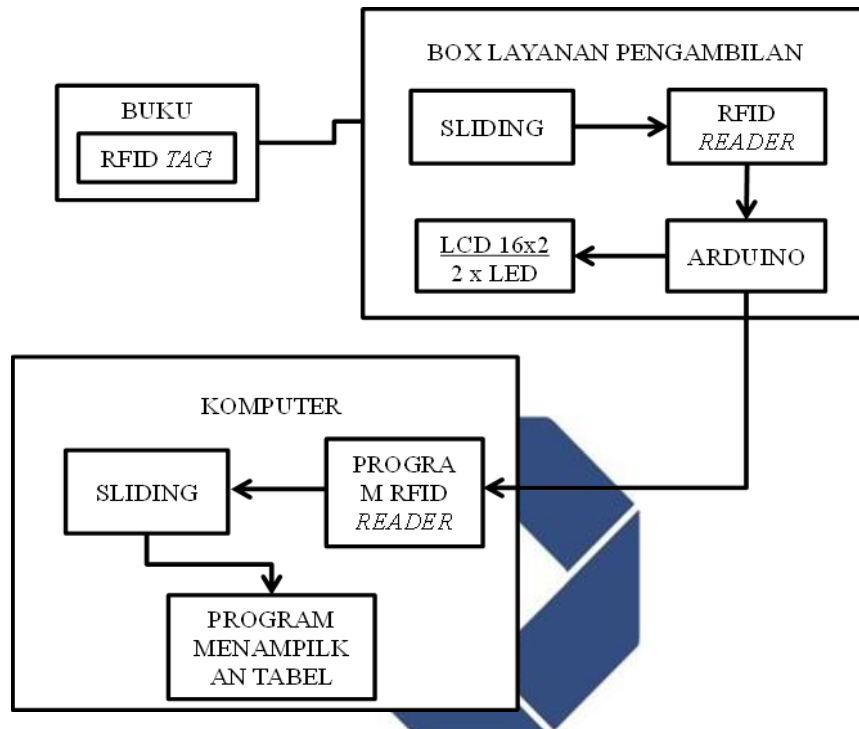 BOX LAYANAN PENGAMBILAN
BUKU
RFID TAG
SLIDING
RFID
READER
LCD 16x2
2 x LED
ARDUINO
KOMPUTER
SLIDING
PROGRA
M RFID
READER
PROGRAM
MENAMPILK
AN TABEL